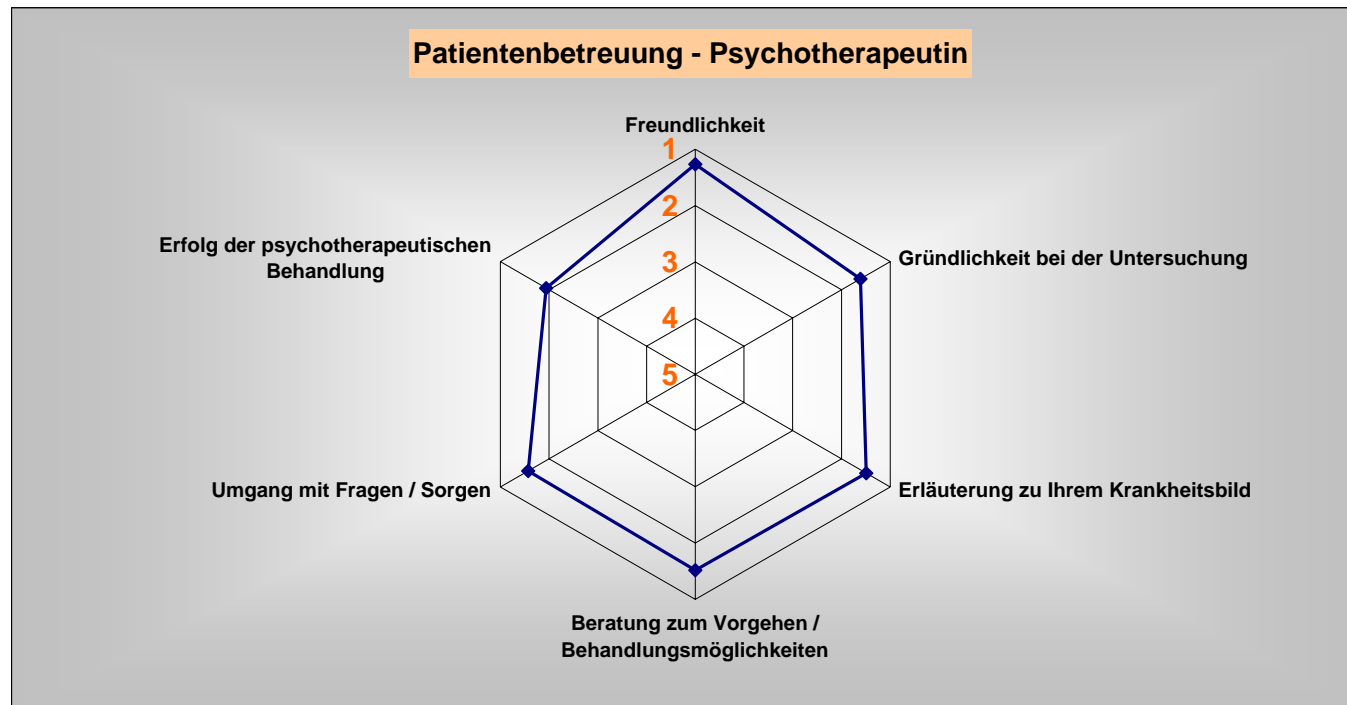 Patientenbetreuung - Psychotherapeutin
Freundlichkeit
1
2
3
4
5
Erfolg der psychotherapeutischen
Behandlung
Gründlichkeit bei der Untersuchung
Umgang mit Fragen / Sorgen
Erläuterung zu Ihrem Krankheitsbild
Beratung zum Vorgehen /
Behandlungsmöglichkeiten